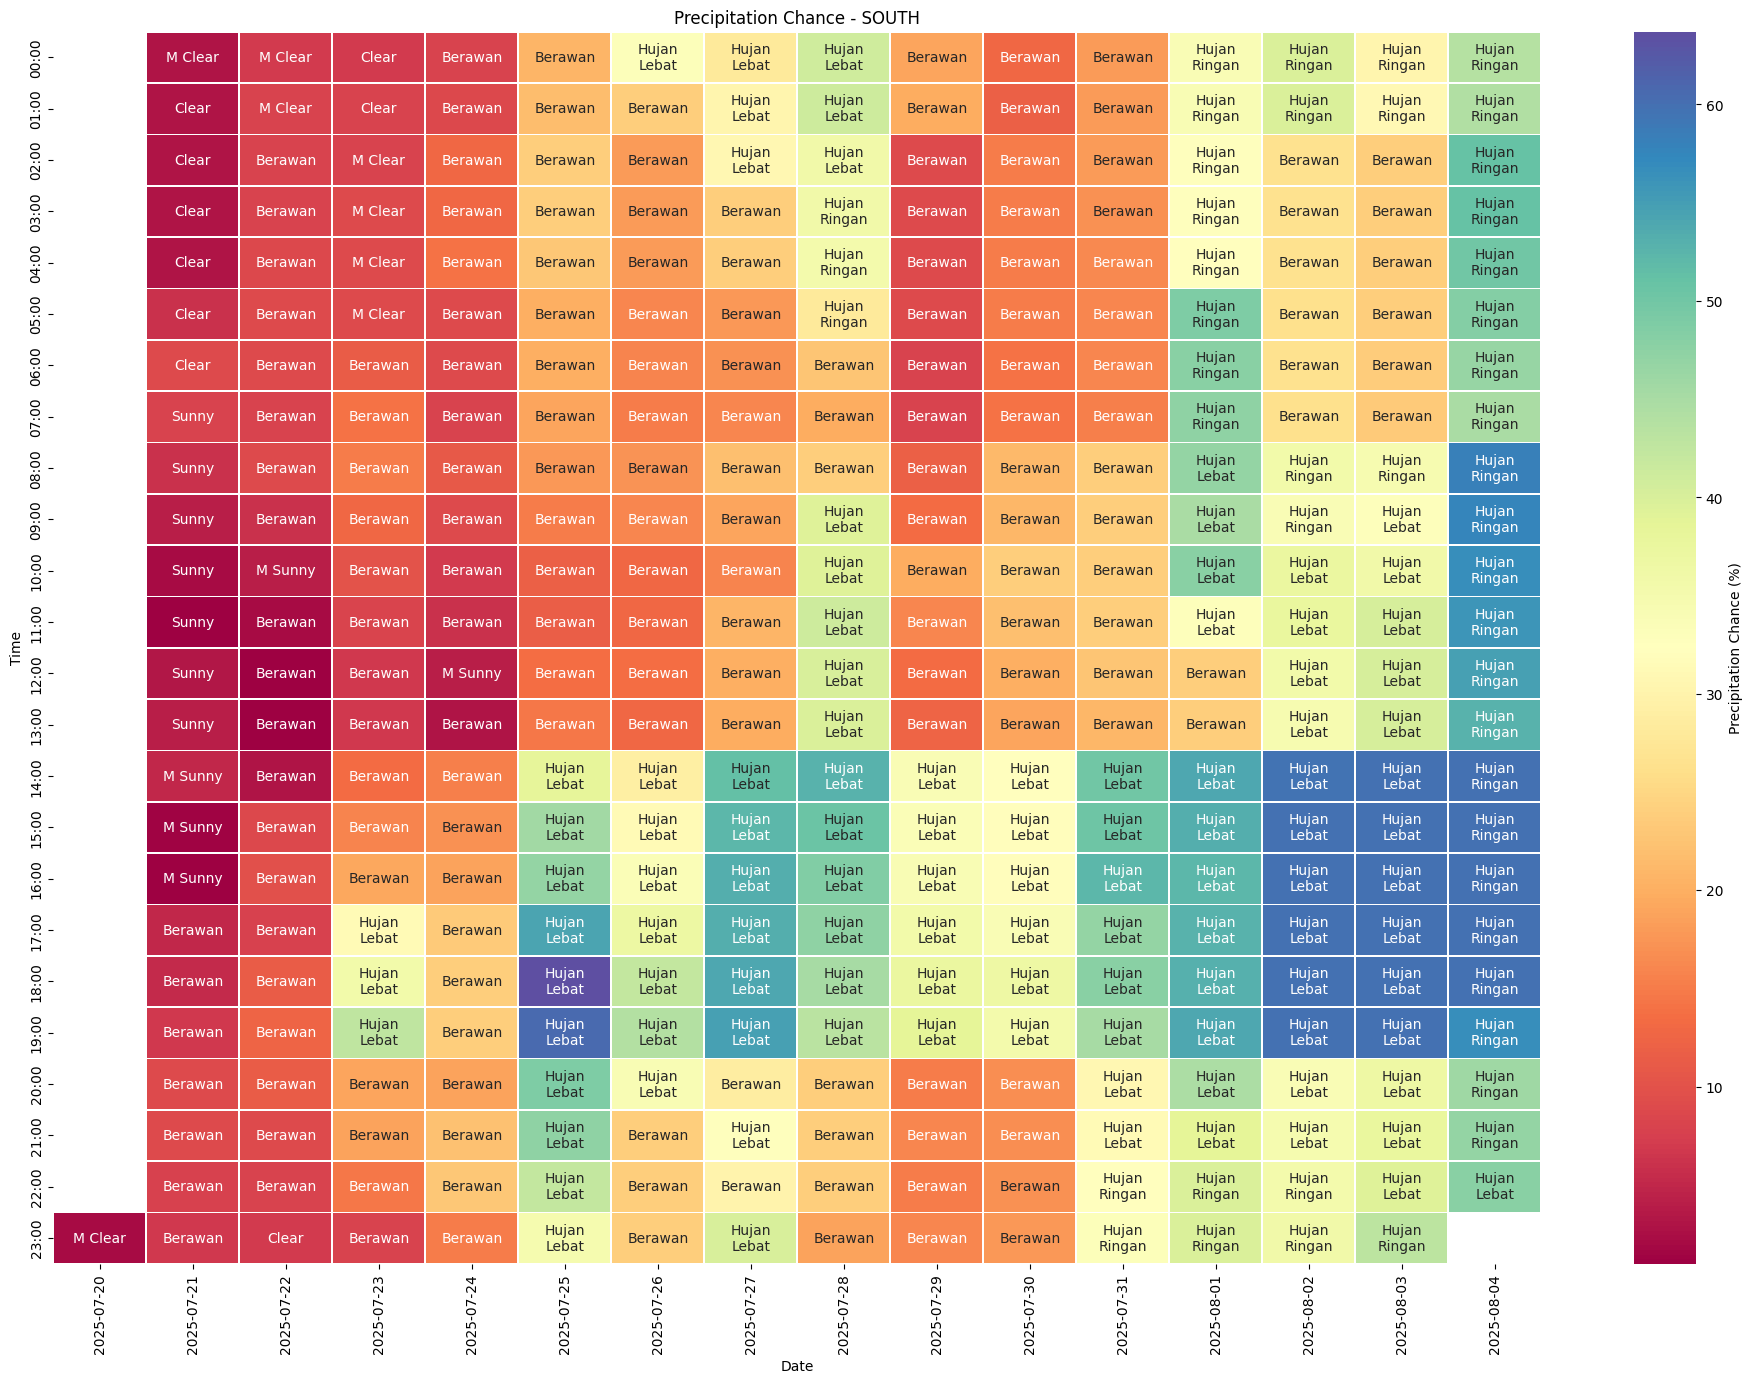 Precipitation Chance - SOUTH
00:00 M Clear M Clear Clear Berawan Berawan Hujan Lebat Hujan Lebat Hujan Lebat Berawan Berawan Berawan Hujan Ringan Hujan Ringan Hujan Ringan Hujan Ringan
01:00 Clear M Clear Clear Berawan Berawan Berawan Hujan Lebat Hujan Lebat Berawan Berawan Berawan Hujan Ringan Hujan Ringan Hujan Ringan Hujan Ringan
02:00 Clear Berawan M Clear Berawan Berawan Berawan Hujan Lebat Hujan Lebat Berawan Berawan Berawan Hujan Ringan Berawan Berawan Hujan Ringan
03:00 Clear Berawan M Clear Berawan Berawan Berawan Berawan Hujan Ringan Berawan Berawan Berawan Hujan Ringan Berawan Berawan Hujan Ringan
04:00 Clear Berawan M Clear Berawan Berawan Berawan Berawan Hujan Ringan Berawan Berawan Berawan Hujan Ringan Berawan Berawan Hujan Ringan
05:00 Clear Berawan M Clear Berawan Berawan Berawan Berawan Hujan Ringan Berawan Berawan Berawan Hujan Ringan Berawan Berawan Hujan Ringan
06:00 Clear Berawan Berawan Berawan Berawan Berawan Berawan Berawan Berawan Berawan Berawan Hujan Ringan Berawan Berawan Hujan Ringan
07:00 Sunny Berawan Berawan Berawan Berawan Berawan Berawan Berawan Berawan Berawan Berawan Hujan Ringan Berawan Berawan Hujan Ringan
08:00 Sunny Berawan Berawan Berawan Berawan Berawan Berawan Berawan Berawan Berawan Berawan Hujan Lebat Hujan Ringan Hujan Ringan Hujan Ringan
09:00 Sunny Berawan Berawan Berawan Berawan Berawan Berawan Hujan Lebat Berawan Berawan Berawan Hujan Lebat Hujan Ringan Hujan Lebat Hujan Ringan
10:00 Sunny M Sunny Berawan Berawan Berawan Berawan Berawan Hujan Lebat Berawan Berawan Berawan Hujan Lebat Hujan Lebat Hujan Lebat Hujan Ringan
11:00 Sunny Berawan Berawan Berawan Berawan Berawan Berawan Hujan Lebat Berawan Berawan Berawan Hujan Lebat Hujan Lebat Hujan Lebat Hujan Ringan
12:00 Sunny Berawan Berawan M Sunny Berawan Berawan Berawan Hujan Lebat Berawan Berawan Berawan Berawan Hujan Lebat Hujan Lebat Hujan Ringan
13:00 Sunny Berawan Berawan Berawan Berawan Berawan Berawan Hujan Lebat Berawan Berawan Berawan Berawan Hujan Lebat Hujan Lebat Hujan Ringan
14:00 M Sunny Berawan Berawan Berawan Hujan Lebat Hujan Lebat Hujan Lebat Hujan Lebat Hujan Lebat Hujan Lebat Hujan Lebat Hujan Lebat Hujan Lebat Hujan Lebat Hujan Ringan
15:00 M Sunny Berawan Berawan Berawan Hujan Lebat Hujan Lebat Hujan Lebat Hujan Lebat Hujan Lebat Hujan Lebat Hujan Lebat Hujan Lebat Hujan Lebat Hujan Lebat Hujan Ringan
16:00 M Sunny Berawan Berawan Berawan Hujan Lebat Hujan Lebat Hujan Lebat Hujan Lebat Hujan Lebat Hujan Lebat Hujan Lebat Hujan Lebat Hujan Lebat Hujan Lebat Hujan Ringan
17:00 Berawan Berawan Hujan Lebat Berawan Hujan Lebat Hujan Lebat Hujan Lebat Hujan Lebat Hujan Lebat Hujan Lebat Hujan Lebat Hujan Lebat Hujan Lebat Hujan Lebat Hujan Ringan
18:00 Berawan Berawan Hujan Lebat Berawan Hujan Lebat Hujan Lebat Hujan Lebat Hujan Lebat Hujan Lebat Hujan Lebat Hujan Lebat Hujan Lebat Hujan Lebat Hujan Lebat Hujan Ringan
19:00 Berawan Berawan Hujan Lebat Berawan Hujan Lebat Hujan Lebat Hujan Lebat Hujan Lebat Hujan Lebat Hujan Lebat Hujan Lebat Hujan Lebat Hujan Lebat Hujan Lebat Hujan Ringan
20:00 Berawan Berawan Berawan Berawan Hujan Lebat Hujan Lebat Berawan Berawan Berawan Berawan Hujan Lebat Hujan Lebat Hujan Lebat Hujan Lebat Hujan Ringan
21:00 Berawan Berawan Berawan Berawan Hujan Lebat Berawan Hujan Lebat Berawan Berawan Berawan Hujan Lebat Hujan Lebat Hujan Lebat Hujan Lebat Hujan Ringan
22:00 Berawan Berawan Berawan Berawan Hujan Lebat Berawan Berawan Berawan Berawan Berawan Hujan Ringan Hujan Ringan Hujan Ringan Hujan Lebat Hujan Lebat
23:00 M Clear Berawan Clear Berawan Berawan Hujan Lebat Berawan Hujan Lebat Berawan Berawan Berawan Hujan Ringan Hujan Ringan Hujan Ringan Hujan Ringan
Time
2025-07-20 2025-07-21 2025-07-22 2025-07-23 2025-07-24 2025-07-25 2025-07-26 2025-07-27 2025-07-28 2025-07-29 2025-07-30 2025-07-31 2025-08-01 2025-08-02 2025-08-03 2025-08-04
Date
60
50
40
30
20
10
Precipitation Chance (%)